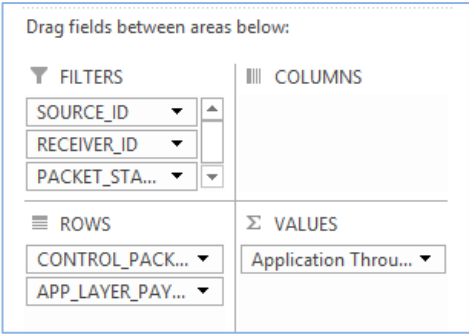 Drag fields between areas below:
FILTERS
COLUMNS
SOURCE_ID
RECEIVER_ID
PACKET_STA...
ROWS
VALUES
CONTROL_PACK...
Application Throu...
APP_LAYER_PAY...